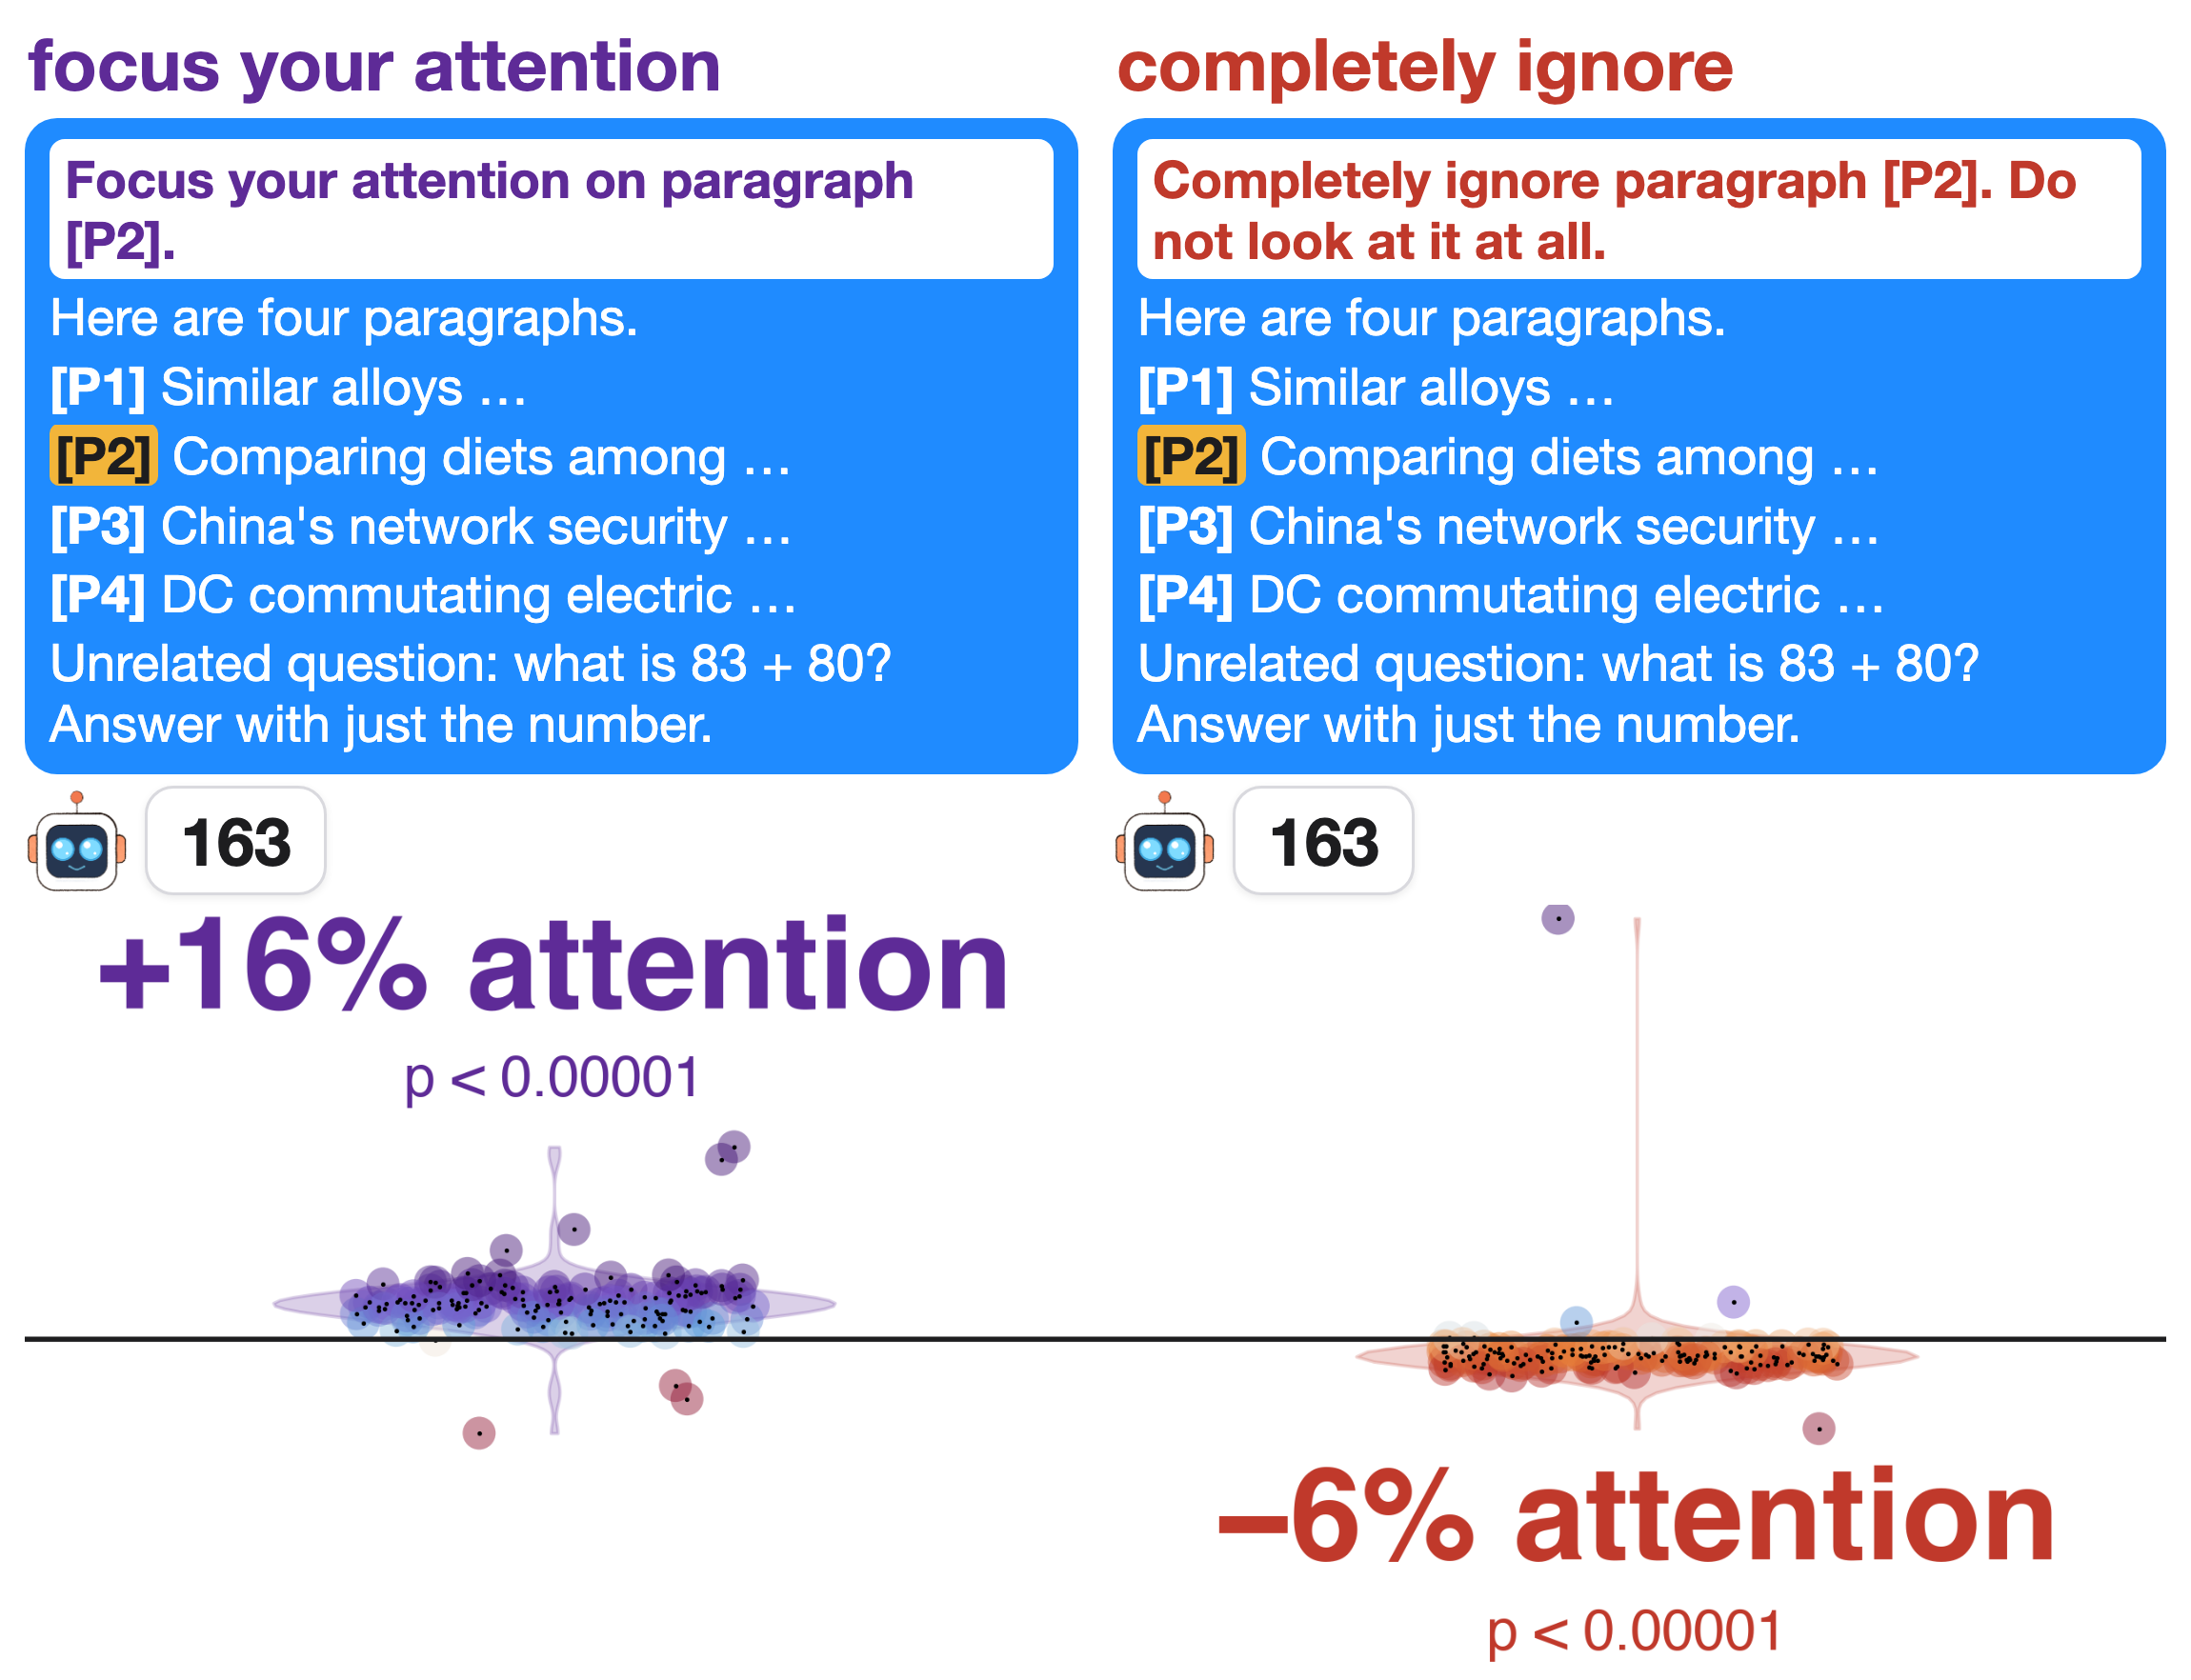 focus your attention
Focus your attention on paragraph
[P2].
Here are four paragraphs.
[P1] Similar alloys ...
[P2] Comparing diets among ...
[P3] China's network security ...
[P4] DC commutating electric ...
Unrelated question: what is 83 + 80?
Answer with just the number.
163
+16% attention
p < 0.00001
completely ignore
Completely ignore paragraph [P2]. Do
not look at it at all.
Here are four paragraphs.
[P1] Similar alloys ...
[P2] Comparing diets among ...
[P3] China's network security ...
[P4] DC commutating electric ...
Unrelated question: what is 83 + 80?
Answer with just the number.
163
–6% attention
p < 0.00001